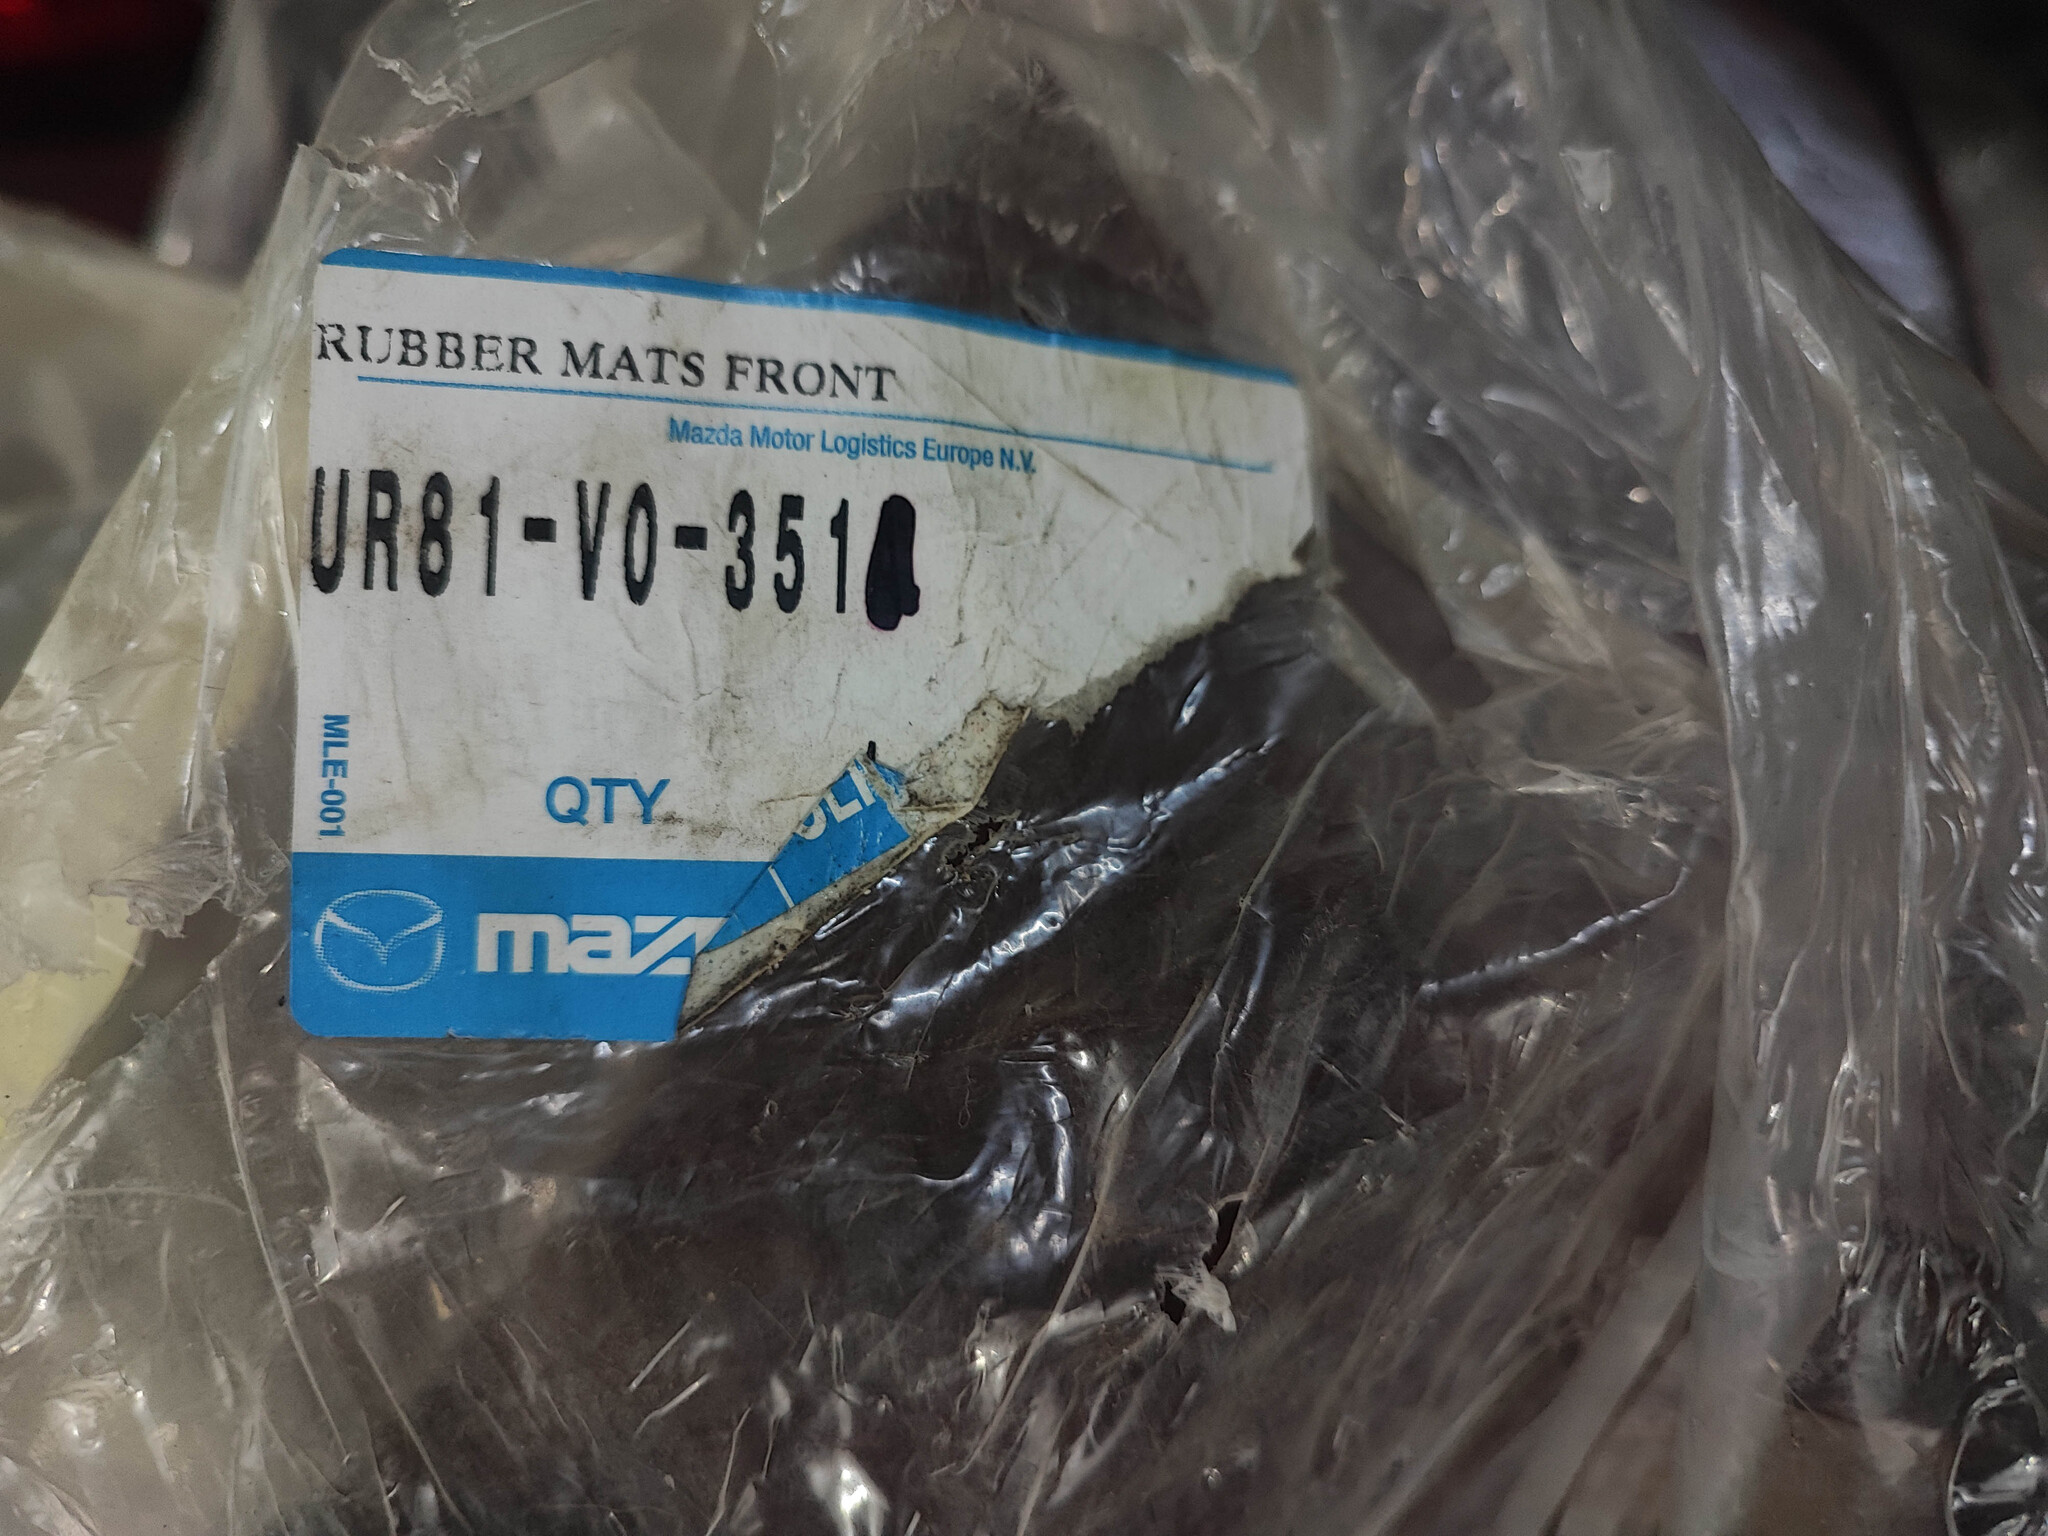 RUBBER MATS FRONT
Mazda Motor Logistics Europe N.V.
UR81-V0-351
MLE-001
QTY
maz